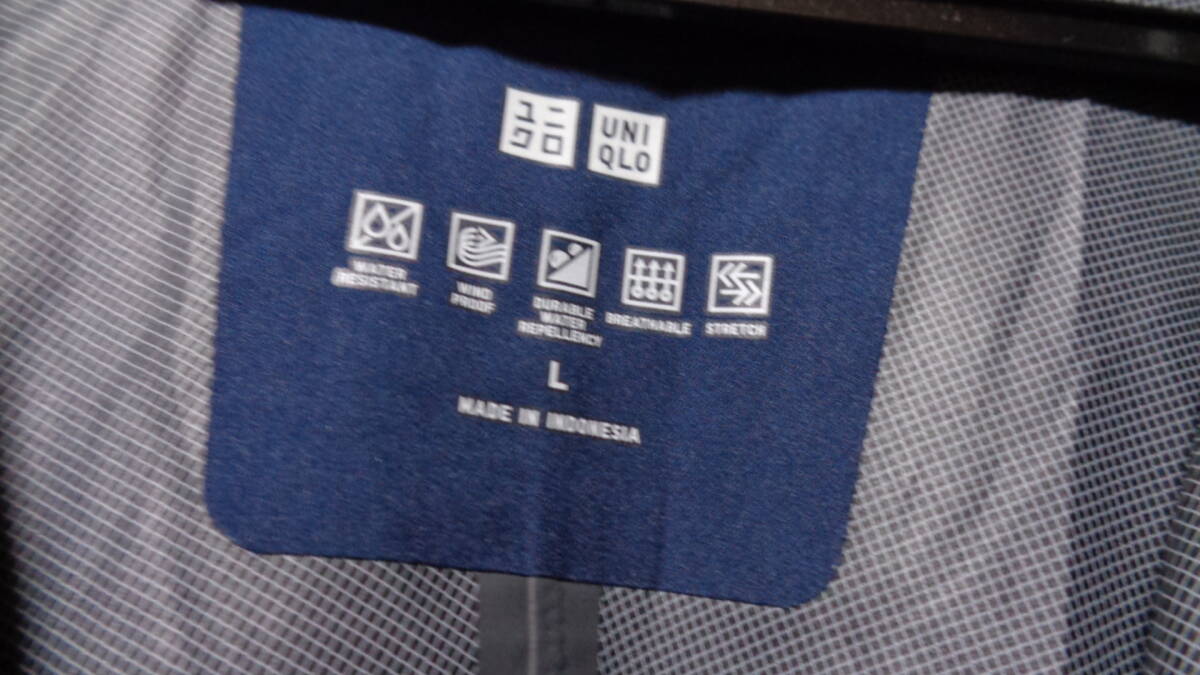 ユニ
クロ
UNI
QLO
WATER
RESISTANT
WIND
PROOF
DURABLE
WATER
REPELLENCY
BREATHABLE
STRETCH
L
MADE IN INDONESIA